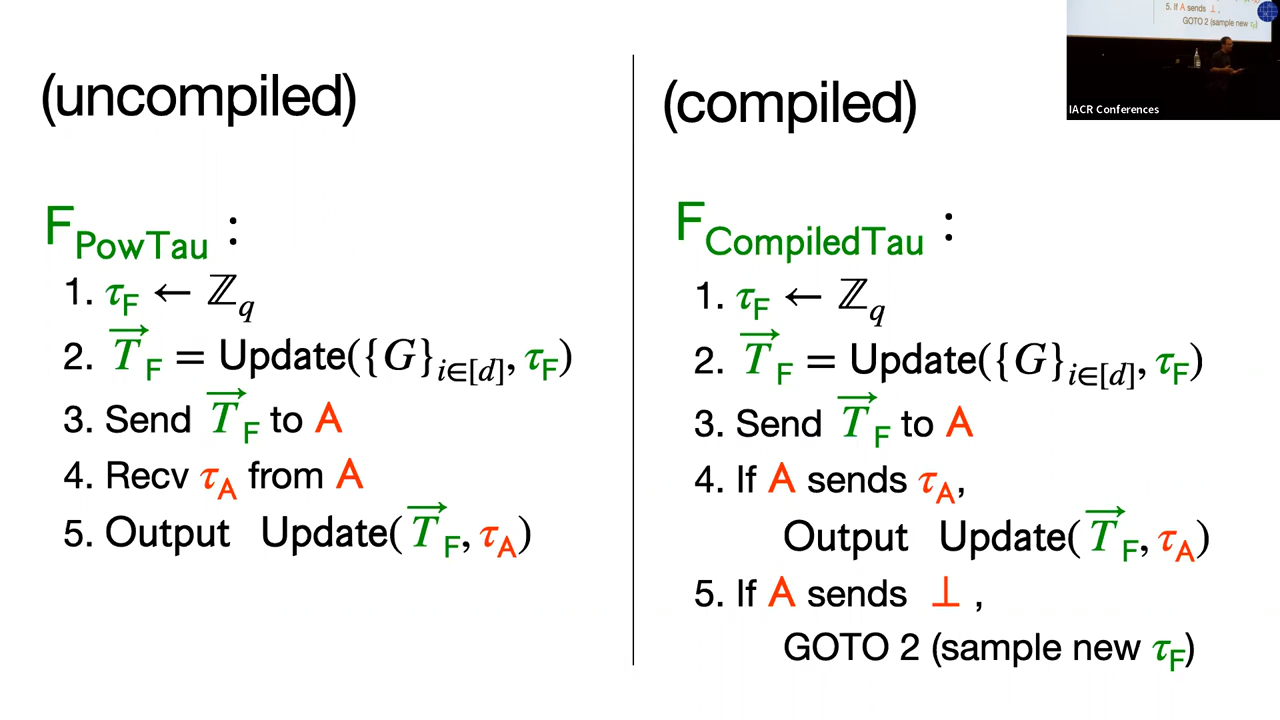 (uncompiled)
F_PowTau :
1. τ_F ← ℤ_q
2. T⃗_F = Update({G}_{i∈[d]}, τ_F)
3. Send T⃗_F to A
4. Recv τ_A from A
5. Output Update(T⃗_F, τ_A)
(compiled)
F_CompiledTau :
1. τ_F ← ℤ_q
2. T⃗_F = Update({G}_{i∈[d]}, τ_F)
3. Send T⃗_F to A
4. If A sends τ_A,
Output Update(T⃗_F, τ_A)
5. If A sends ⊥ ,
GOTO 2 (sample new τ_F)
5. If A sends ⊥ ,
GOTO 2 (sample new τ_F)
IACR Conferences